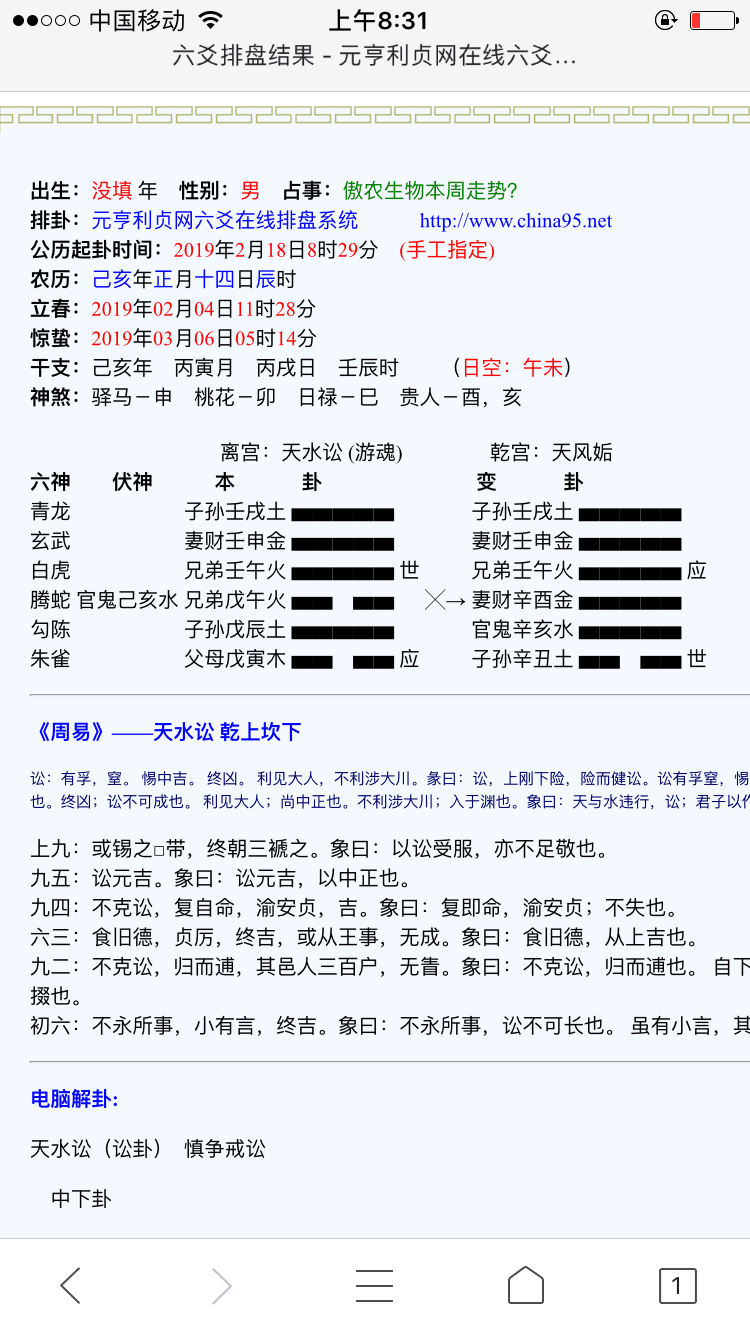 中国移动 上午8:31
六爻排盘结果 - 元亨利贞网在线六爻...
出生：没填 年 性别：男 占事：傲农生物本周走势？
排卦：元亨利贞网六爻在线排盘系统 http://www.china95.net
公历起卦时间：2019年2月18日8时29分 (手工指定)
农历：己亥年正月十四日辰时
立春：2019年02月04日11时28分
惊蛰：2019年03月06日05时14分
干支：己亥年 丙寅月 丙戌日 壬辰时 （日空：午未）
神煞：驿马－申 桃花－卯 日禄－巳 贵人－酉，亥
离宫：天水讼 (游魂) 乾宫：天风姤
六神 伏神 本 卦 变 卦
青龙 子孙壬戌土 子孙壬戌土
玄武 妻财壬申金 妻财壬申金
白虎 兄弟壬午火 世 兄弟壬午火 应
腾蛇 官鬼己亥水 兄弟戊午火 ╳→ 妻财辛酉金
勾陈 子孙戊辰土 官鬼辛亥水
朱雀 父母戊寅木 应 子孙辛丑土 世
《周易》——天水讼 乾上坎下
讼：有孚，窒。 惕中吉。 终凶。 利见大人，不利涉大川。彖曰：讼，上刚下险，险而健讼。讼有孚窒，惕
也。终凶；讼不可成也。 利见大人；尚中正也。不利涉大川；入于渊也。象曰：天与水违行，讼；君子以作
上九：或锡之□带，终朝三褫之。象曰：以讼受服，亦不足敬也。
九五：讼元吉。象曰：讼元吉，以中正也。
九四：不克讼，复自命，渝安贞，吉。象曰：复即命，渝安贞；不失也。
六三：食旧德，贞厉，终吉，或从王事，无成。象曰：食旧德，从上吉也。
九二：不克讼，归而逋，其邑人三百户，无眚。象曰：不克讼，归而逋也。 自下
掇也。
初六：不永所事，小有言，终吉。象曰：不永所事，讼不可长也。 虽有小言，其
电脑解卦:
天水讼（讼卦） 慎争戒讼
中下卦
1